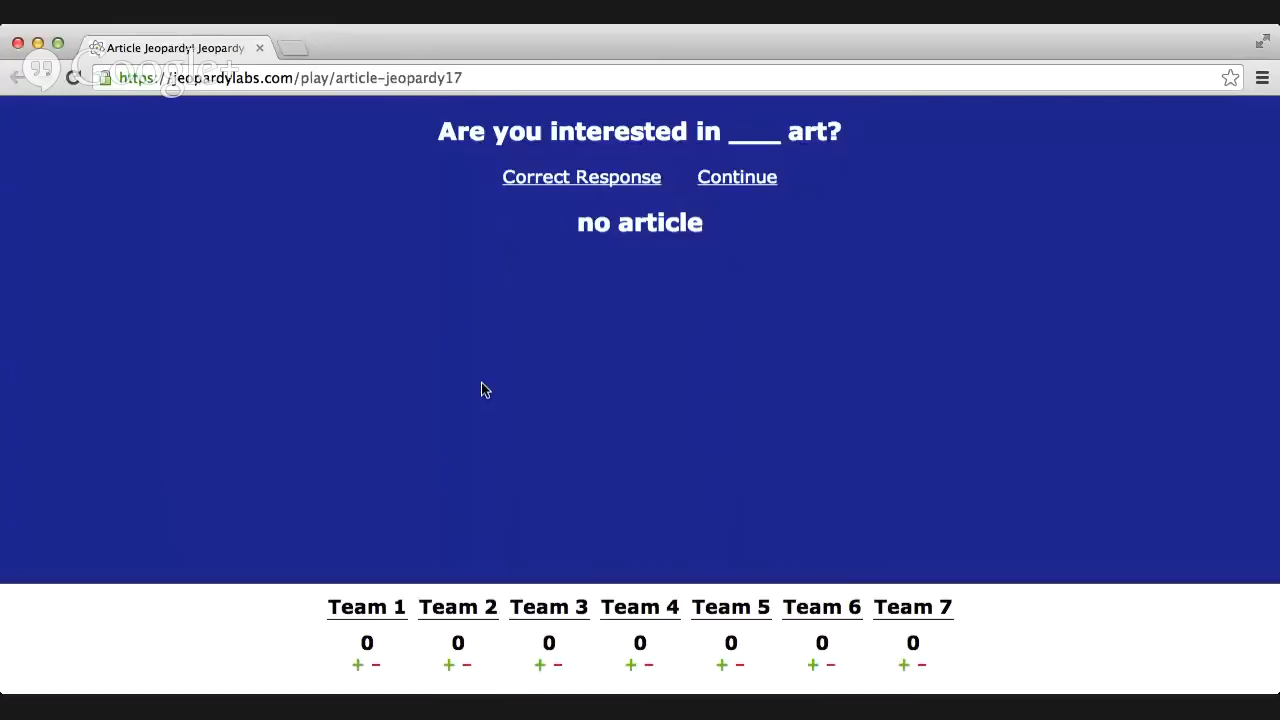 Article Jeopardy! Jeopardy
Google+
https://jeopardylabs.com/play/article-jeopardy17
Are you interested in ____ art?
Correct Response Continue
no article
Team 1 Team 2 Team 3 Team 4 Team 5 Team 6 Team 7
0 0 0 0 0 0 0
+ − + − + − + − + − + − + −